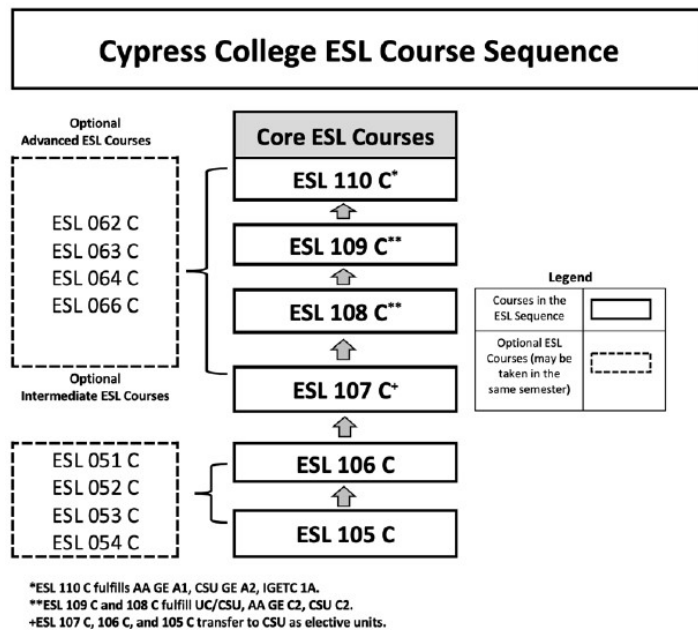 Cypress College ESL Course Sequence
Optional
Advanced ESL Courses
ESL 062 C
ESL 063 C
ESL 064 C
ESL 066 C
Optional
Intermediate ESL Courses
ESL 051 C
ESL 052 C
ESL 053 C
ESL 054 C
Core ESL Courses
ESL 110 C*
ESL 109 C**
ESL 108 C**
ESL 107 C+
ESL 106 C
ESL 105 C
Legend
Courses in the
ESL Sequence
Optional ESL
Courses (may be
taken in the
same semester)
*ESL 110 C fulfills AA GE A1, CSU GE A2, IGETC 1A.
**ESL 109 C and 108 C fulfill UC/CSU, AA GE C2, CSU C2.
+ESL 107 C, 106 C, and 105 C transfer to CSU as elective units.